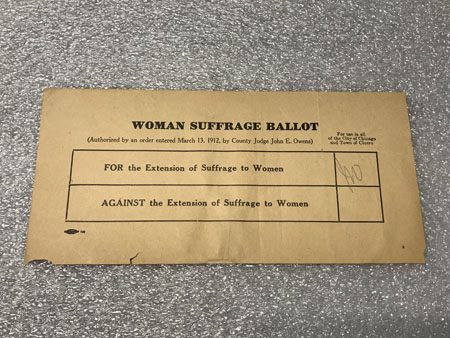 WOMAN SUFFRAGE BALLOT
(Authorized by an order entered March 13, 1912, by County Judge John E. Owens)
For use in all
of the City of Chicago
and Town of Cicero
FOR the Extension of Suffrage to Women
AGAINST the Extension of Suffrage to Women